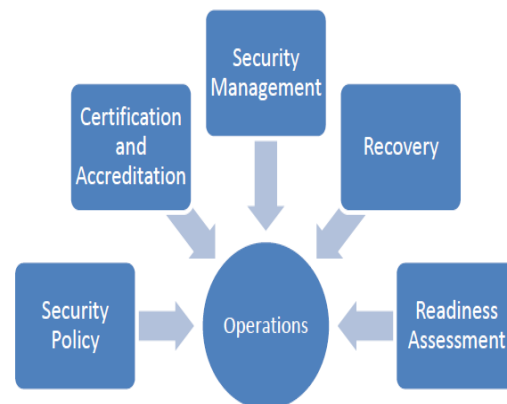 Security
Management
Certification
and
Accreditation
Recovery
Security
Policy
Operations
Readiness
Assessment